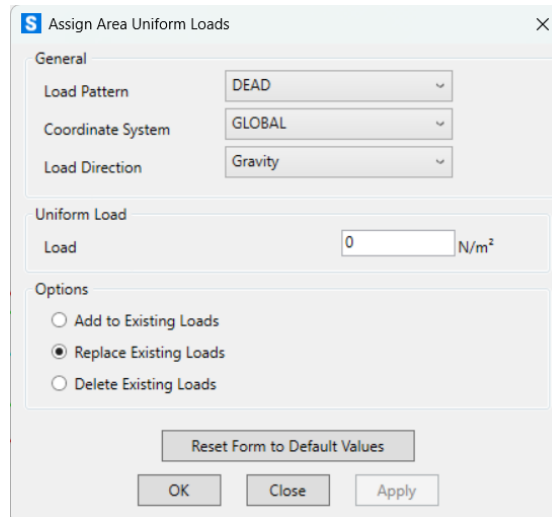 S Assign Area Uniform Loads
General
Load Pattern DEAD
Coordinate System GLOBAL
Load Direction Gravity
Uniform Load
Load 0 N/m²
Options
Add to Existing Loads
Replace Existing Loads
Delete Existing Loads
Reset Form to Default Values
OK Close Apply